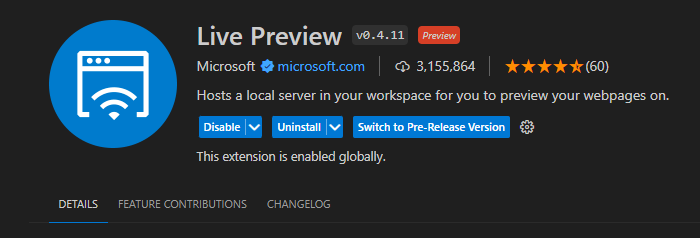 Live Preview v0.4.11 Preview
Microsoft microsoft.com 3,155,864 (60)
Hosts a local server in your workspace for you to preview your webpages on.
Disable Uninstall Switch to Pre-Release Version
This extension is enabled globally.
DETAILS FEATURE CONTRIBUTIONS CHANGELOG